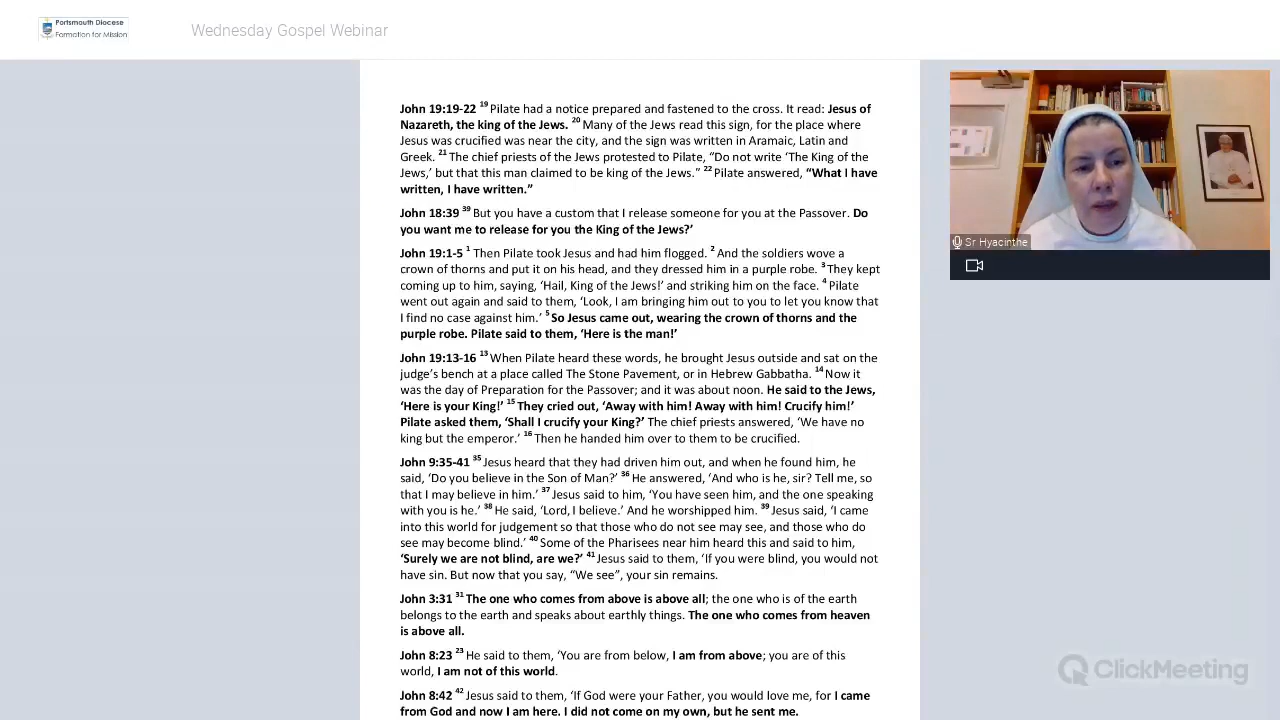 Portsmouth Diocese
Formation for Mission
Wednesday Gospel Webinar
John 19:19-22 19 Pilate had a notice prepared and fastened to the cross. It read: Jesus of
Nazareth, the king of the Jews. 20 Many of the Jews read this sign, for the place where
Jesus was crucified was near the city, and the sign was written in Aramaic, Latin and
Greek. 21 The chief priests of the Jews protested to Pilate, “Do not write ‘The King of the
Jews,’ but that this man claimed to be king of the Jews.” 22 Pilate answered, “What I have
written, I have written.”
John 18:39 39 But you have a custom that I release someone for you at the Passover. Do
you want me to release for you the King of the Jews?’
John 19:1-5 1 Then Pilate took Jesus and had him flogged. 2 And the soldiers wove a
crown of thorns and put it on his head, and they dressed him in a purple robe. 3 They kept
coming up to him, saying, ‘Hail, King of the Jews!’ and striking him on the face. 4 Pilate
went out again and said to them, ‘Look, I am bringing him out to you to let you know that
I find no case against him.’ 5 So Jesus came out, wearing the crown of thorns and the
purple robe. Pilate said to them, ‘Here is the man!’
John 19:13-16 13 When Pilate heard these words, he brought Jesus outside and sat on the
judge’s bench at a place called The Stone Pavement, or in Hebrew Gabbatha. 14 Now it
was the day of Preparation for the Passover; and it was about noon. He said to the Jews,
‘Here is your King!’ 15 They cried out, ‘Away with him! Away with him! Crucify him!’
Pilate asked them, ‘Shall I crucify your King?’ The chief priests answered, ‘We have no
king but the emperor.’ 16 Then he handed him over to them to be crucified.
John 9:35-41 35 Jesus heard that they had driven him out, and when he found him, he
said, ‘Do you believe in the Son of Man?’ 36 He answered, ‘And who is he, sir? Tell me, so
that I may believe in him.’ 37 Jesus said to him, ‘You have seen him, and the one speaking
with you is he.’ 38 He said, ‘Lord, I believe.’ And he worshipped him. 39 Jesus said, ‘I came
into this world for judgement so that those who do not see may see, and those who do
see may become blind.’ 40 Some of the Pharisees near him heard this and said to him,
‘Surely we are not blind, are we?’ 41 Jesus said to them, ‘If you were blind, you would not
have sin. But now that you say, “We see”, your sin remains.
John 3:31 31 The one who comes from above is above all; the one who is of the earth
belongs to the earth and speaks about earthly things. The one who comes from heaven
is above all.
John 8:23 23 He said to them, ‘You are from below, I am from above; you are of this
world, I am not of this world.
John 8:42 42 Jesus said to them, ‘If God were your Father, you would love me, for I came
from God and now I am here. I did not come on my own, but he sent me.
Sr Hyacinthe
ClickMeeting